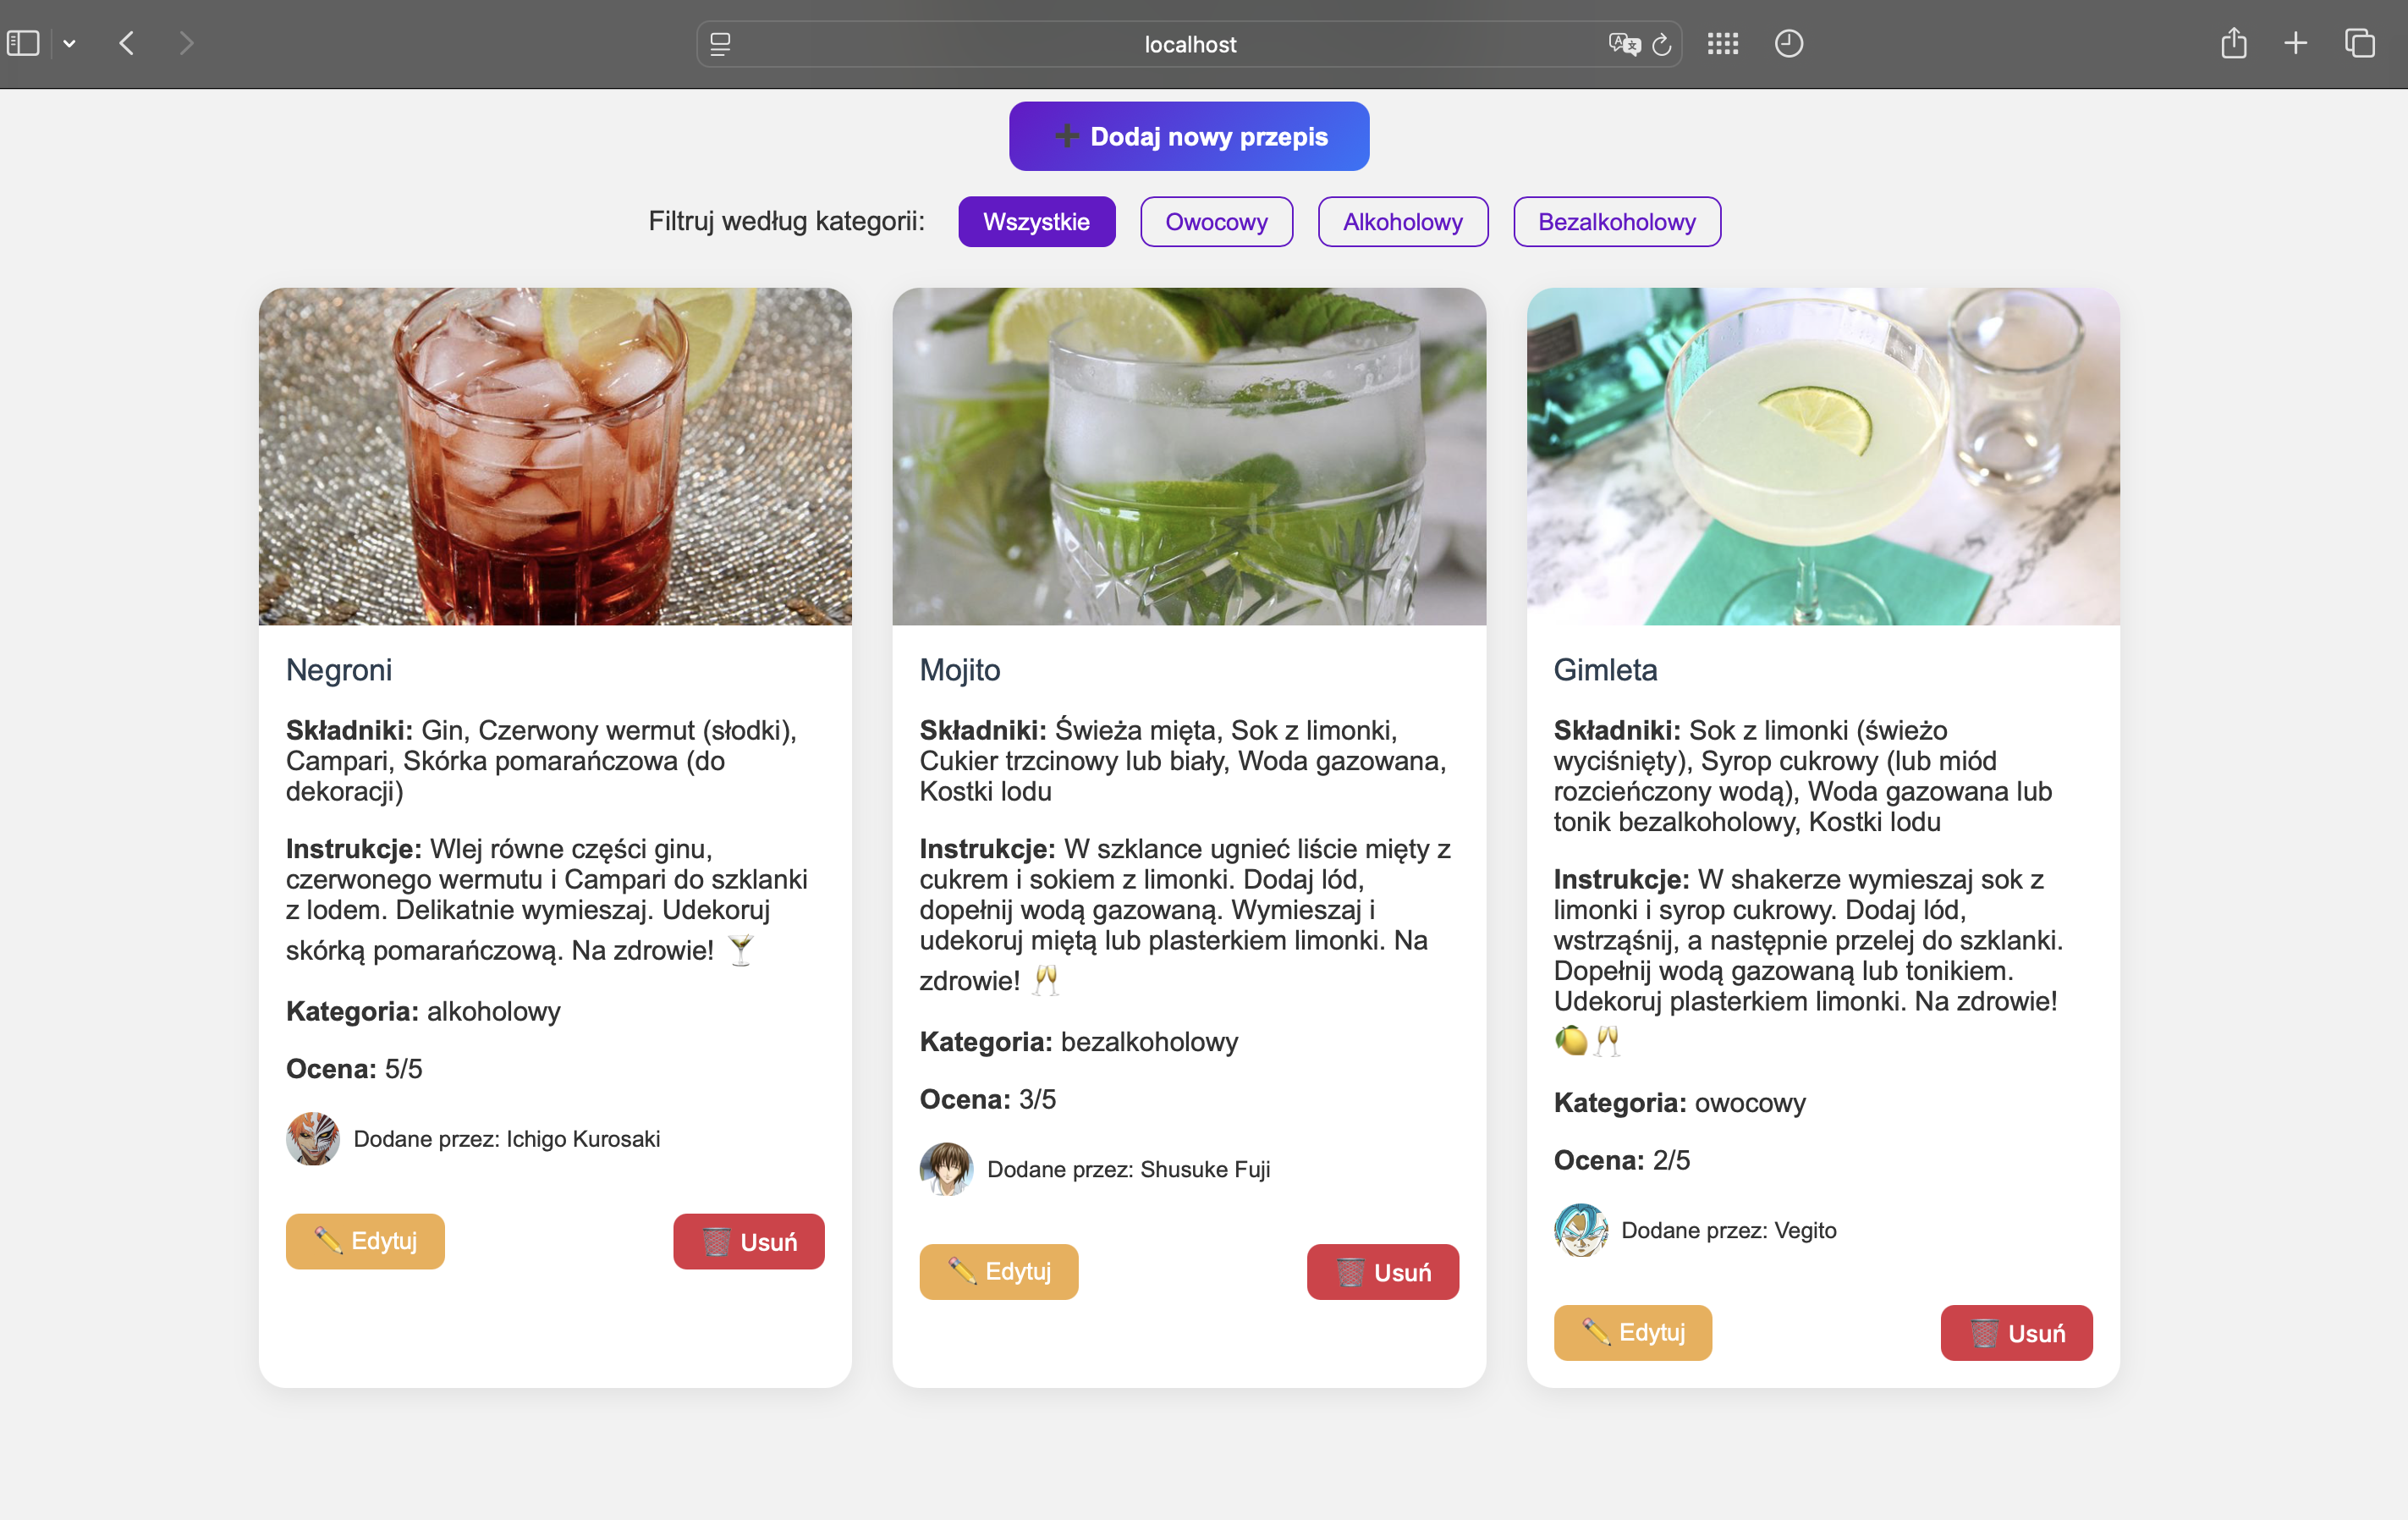 localhost
➕ Dodaj nowy przepis
Filtruj według kategorii: Wszystkie Owocowy Alkoholowy Bezalkoholowy
Negroni
Składniki: Gin, Czerwony wermut (słodki),
Campari, Skórka pomarańczowa (do
dekoracji)
Instrukcje: Wlej równe części ginu,
czerwonego wermutu i Campari do szklanki
z lodem. Delikatnie wymieszaj. Udekoruj
skórką pomarańczową. Na zdrowie! 🍸
Kategoria: alkoholowy
Ocena: 5/5
Dodane przez: Ichigo Kurosaki
✏️ Edytuj 🗑️ Usuń
Mojito
Składniki: Świeża mięta, Sok z limonki,
Cukier trzcinowy lub biały, Woda gazowana,
Kostki lodu
Instrukcje: W szklance ugnieć liście mięty z
cukrem i sokiem z limonki. Dodaj lód,
dopełnij wodą gazowaną. Wymieszaj i
udekoruj miętą lub plasterkiem limonki. Na
zdrowie! 🥂
Kategoria: bezalkoholowy
Ocena: 3/5
Dodane przez: Shusuke Fuji
✏️ Edytuj 🗑️ Usuń
Gimleta
Składniki: Sok z limonki (świeżo
wyciśnięty), Syrop cukrowy (lub miód
rozcieńczony wodą), Woda gazowana lub
tonik bezalkoholowy, Kostki lodu
Instrukcje: W shakerze wymieszaj sok z
limonki i syrop cukrowy. Dodaj lód,
wstrząśnij, a następnie przelej do szklanki.
Dopełnij wodą gazowaną lub tonikiem.
Udekoruj plasterkiem limonki. Na zdrowie!
🍋🥂
Kategoria: owocowy
Ocena: 2/5
Dodane przez: Vegito
✏️ Edytuj 🗑️ Usuń